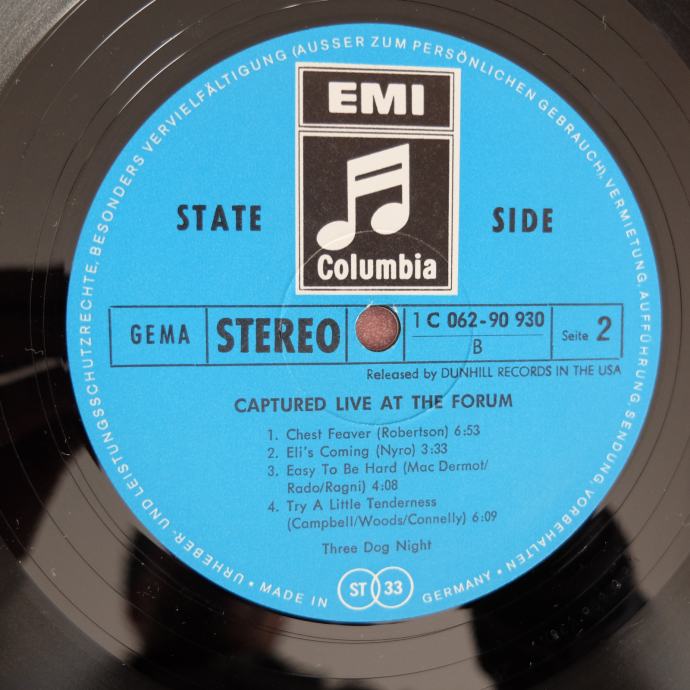 URHEBER- UND LEISTUNGSSCHUTZRECHTE, BESONDERS VERVIELFÄLTIGUNG (AUSSER ZUM PERSÖNLICHEN GEBRAUCH), VERMIETUNG, AUFFÜHRUNG, SENDUNG, VORBEHALTEN •
EMI
STATE SIDE
Columbia
GEMA STEREO 1 C 062-90 930 Seite 2
B
Released by DUNHILL RECORDS IN THE USA
CAPTURED LIVE AT THE FORUM
1. Chest Feaver (Robertson) 6:53
2. Eli's Coming (Nyro) 3:33
3. Easy To Be Hard (Mac Dermot/
Rado/Ragni) 4:08
4. Try A Little Tenderness
(Campbell/Woods/Connelly) 6:09
Three Dog Night
• MADE IN ST 33 GERMANY •